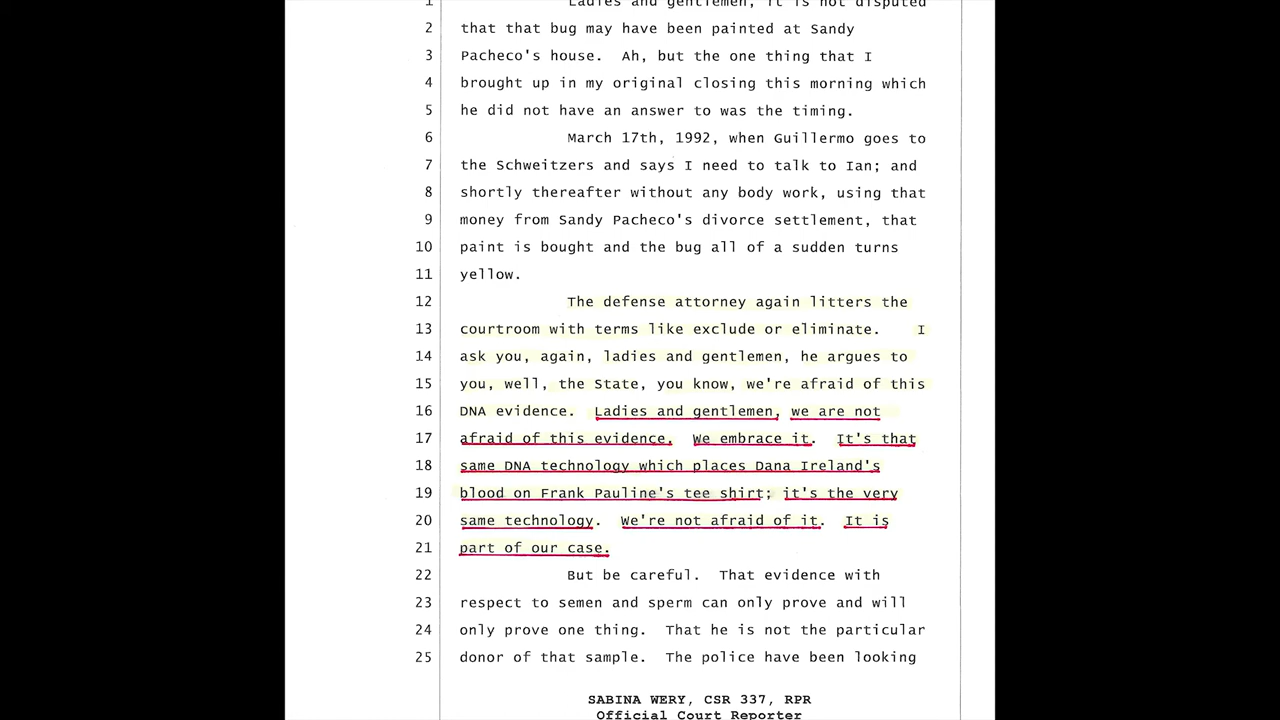 1 Ladies and gentlemen, it is not disputed
2 that that bug may have been painted at Sandy
3 Pacheco's house. Ah, but the one thing that I
4 brought up in my original closing this morning which
5 he did not have an answer to was the timing.
6 March 17th, 1992, when Guillermo goes to
7 the Schweitzers and says I need to talk to Ian; and
8 shortly thereafter without any body work, using that
9 money from Sandy Pacheco's divorce settlement, that
10 paint is bought and the bug all of a sudden turns
11 yellow.
12 The defense attorney again litters the
13 courtroom with terms like exclude or eliminate. I
14 ask you, again, ladies and gentlemen, he argues to
15 you, well, the State, you know, we're afraid of this
16 DNA evidence. Ladies and gentlemen, we are not
17 afraid of this evidence. We embrace it. It's that
18 same DNA technology which places Dana Ireland's
19 blood on Frank Pauline's tee shirt; it's the very
20 same technology. We're not afraid of it. It is
21 part of our case.
22 But be careful. That evidence with
23 respect to semen and sperm can only prove and will
24 only prove one thing. That he is not the particular
25 donor of that sample. The police have been looking
SABINA WERY, CSR 337, RPR
Official Court Reporter